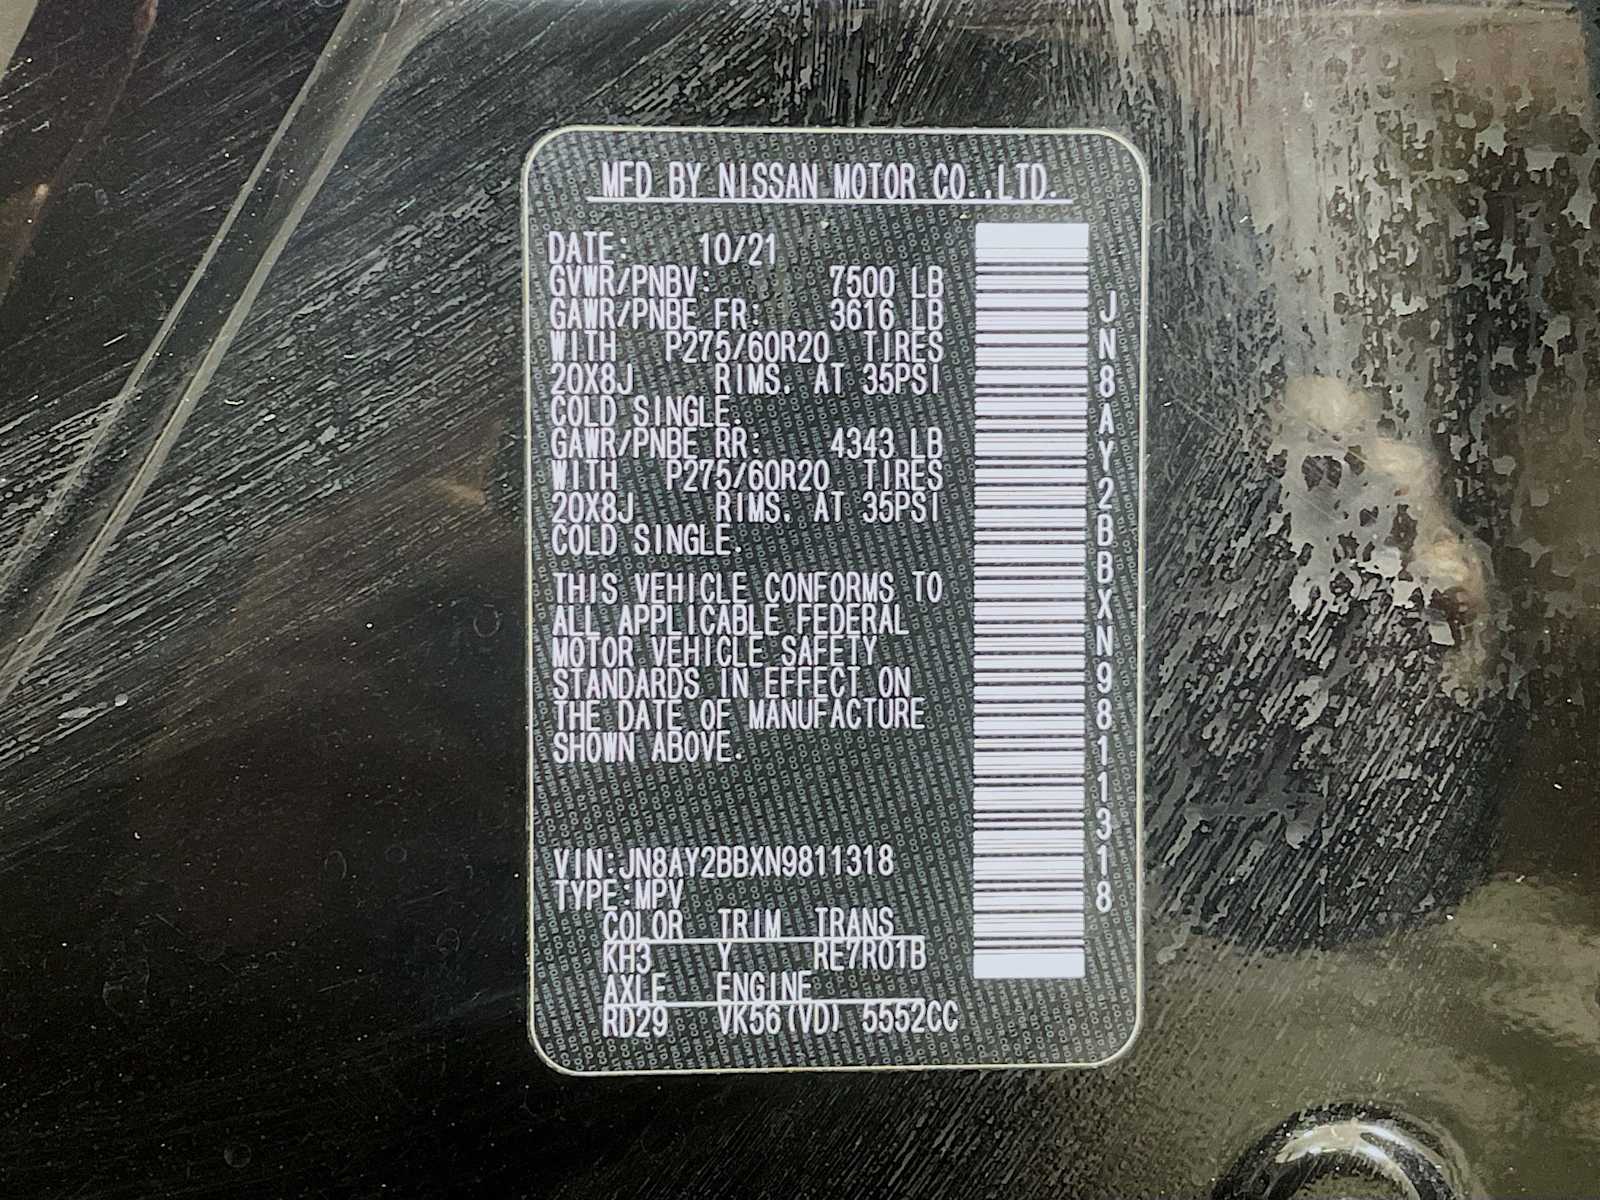 MFD BY NISSAN MOTOR CO.,LTD.
DATE: 10/21
GVWR/PNBV: 7500 LB
GAWR/PNBE FR: 3616 LB
WITH P275/60R20 TIRES
20X8J RIMS. AT 35PSI
COLD SINGLE.
GAWR/PNBE RR: 4343 LB
WITH P275/60R20 TIRES
20X8J RIMS. AT 35PSI
COLD SINGLE.
THIS VEHICLE CONFORMS TO
ALL APPLICABLE FEDERAL
MOTOR VEHICLE SAFETY
STANDARDS IN EFFECT ON
THE DATE OF MANUFACTURE
SHOWN ABOVE.
VIN:JN8AY2BBXN9811318
TYPE:MPV
COLOR TRIM TRANS
KH3 Y RE7R01B
AXLE ENGINE
RD29 VK56(VD) 5552CC
JN8AY2BBXN9811318